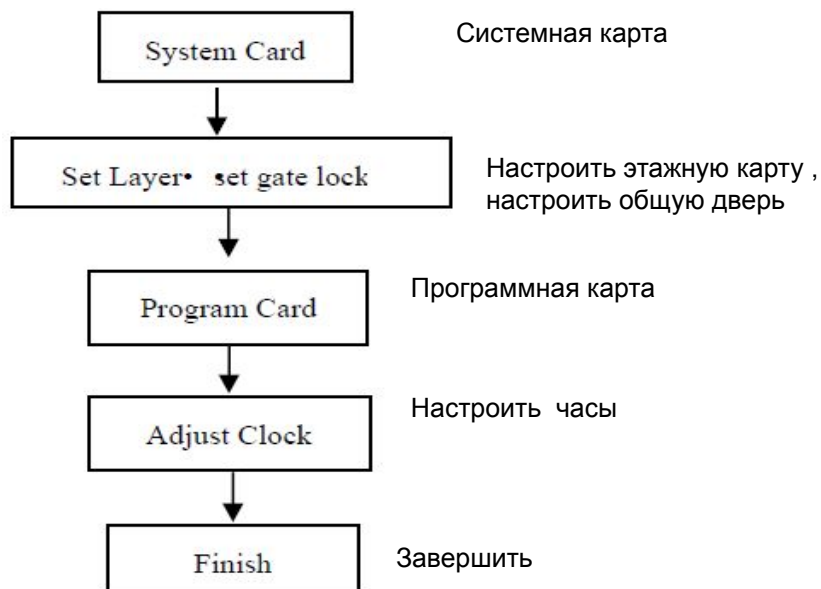 System Card
Системная карта
Set Layer• •set gate lock
Настроить этажную карту ,
настроить общую дверь
Program Card
Программная карта
Adjust Clock
Настроить часы
Finish
Завершить